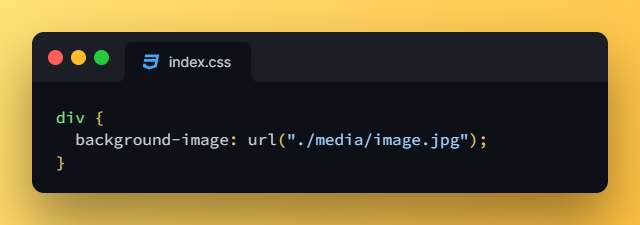 index.css
div {
  background-image: url("./media/image.jpg");
}